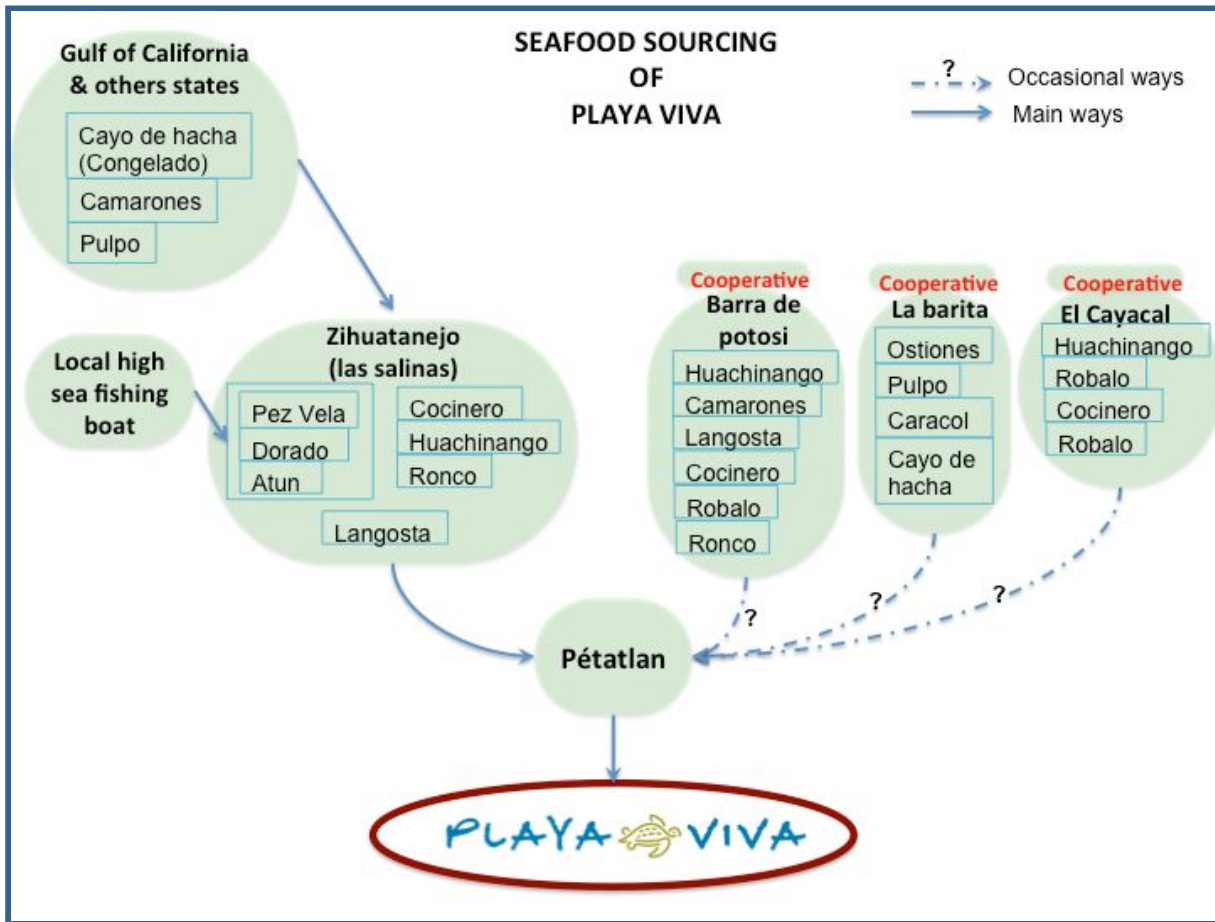 SEAFOOD SOURCING
OF
PLAYA VIVA
?
Occasional ways
Main ways
Gulf of California
& others states
Cayo de hacha
(Congelado)
Camarones
Pulpo
Local high
sea fishing
boat
Zihuatanejo
(las salinas)
Pez Vela
Dorado
Atun
Cocinero
Huachinango
Ronco
Langosta
Cooperative
Barra de
potosi
Huachinango
Camarones
Langosta
Cocinero
Robalo
Ronco
Cooperative
La barita
Ostiones
Pulpo
Caracol
Cayo de
hacha
Cooperative
El Cayacal
Huachinango
Robalo
Cocinero
Robalo
?
?
?
Pétatlan
PLAYA VIVA